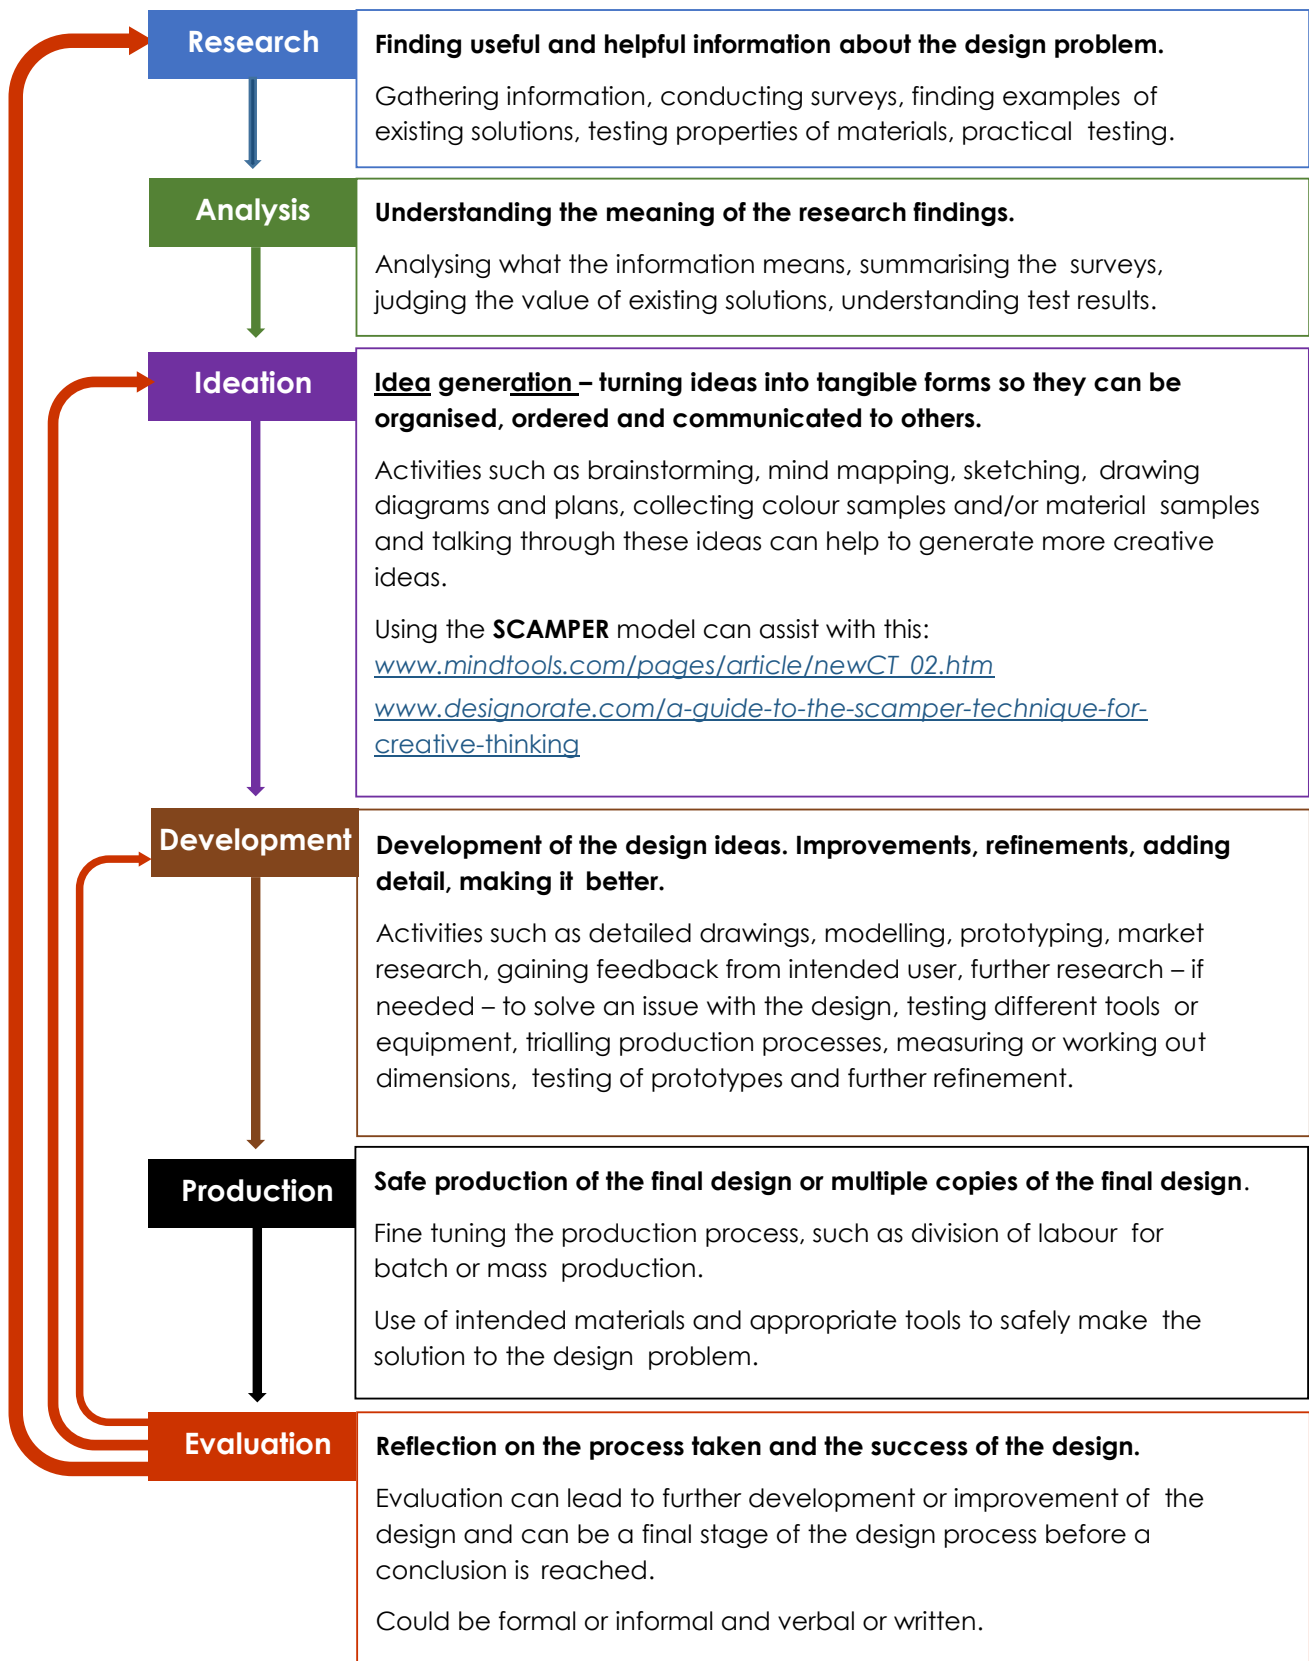 Research
Finding useful and helpful information about the design problem.
Gathering information, conducting surveys, finding examples of
existing solutions, testing properties of materials, practical testing.
Analysis
Understanding the meaning of the research findings.
Analysing what the information means, summarising the surveys,
judging the value of existing solutions, understanding test results.
Ideation
Idea generation – turning ideas into tangible forms so they can be
organised, ordered and communicated to others.
Activities such as brainstorming, mind mapping, sketching, drawing
diagrams and plans, collecting colour samples and/or material samples
and talking through these ideas can help to generate more creative
ideas.
Using the SCAMPER model can assist with this:
www.mindtools.com/pages/article/newCT_02.htm
www.designorate.com/a-guide-to-the-scamper-technique-for-
creative-thinking
Development
Development of the design ideas. Improvements, refinements, adding
detail, making it better.
Activities such as detailed drawings, modelling, prototyping, market
research, gaining feedback from intended user, further research – if
needed – to solve an issue with the design, testing different tools or
equipment, trialling production processes, measuring or working out
dimensions, testing of prototypes and further refinement.
Production
Safe production of the final design or multiple copies of the final design.
Fine tuning the production process, such as division of labour for
batch or mass production.
Use of intended materials and appropriate tools to safely make the
solution to the design problem.
Evaluation
Reflection on the process taken and the success of the design.
Evaluation can lead to further development or improvement of the
design and can be a final stage of the design process before a
conclusion is reached.
Could be formal or informal and verbal or written.